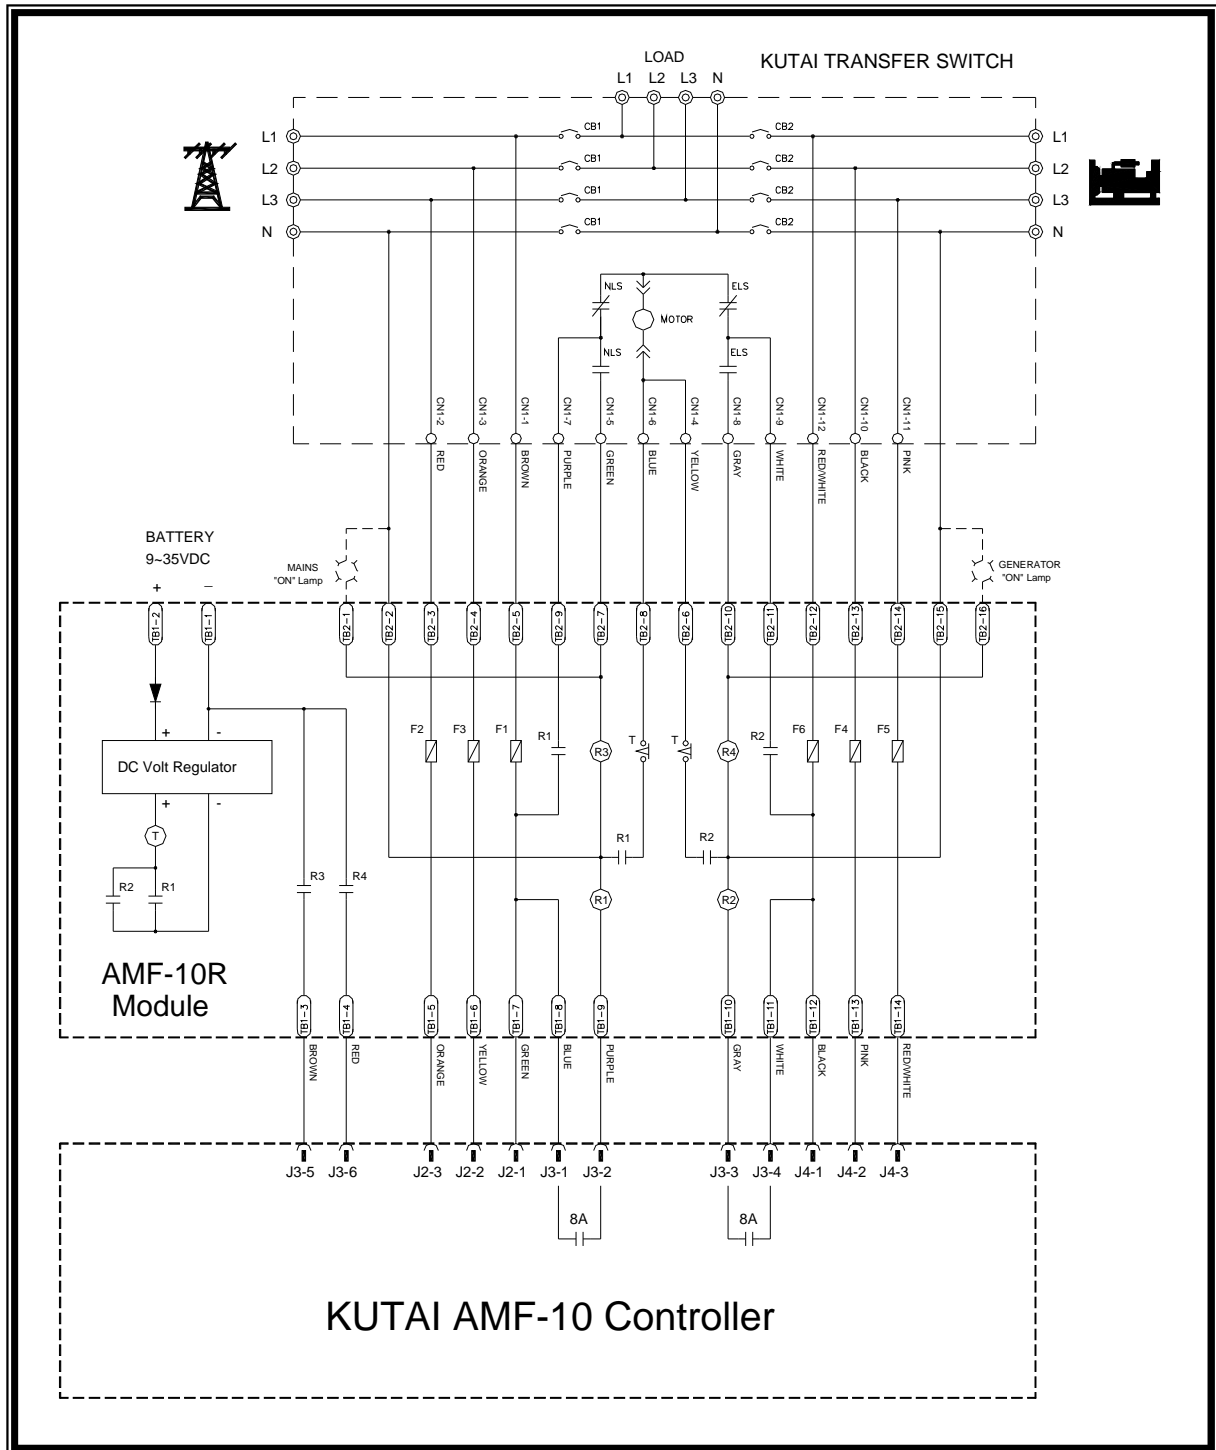 LOAD
KUTAI TRANSFER SWITCH
L1 L2 L3 N
L1 CB1 CB2 L1
L2 CB1 CB2 L2
L3 CB1 CB2 L3
N CB1 CB2 N
NLS ELS
MOTOR
NLS ELS
CN1-2 CN1-3 CN1-1 CN1-7 CN1-5 CN1-6 CN1-4 CN1-8 CN1-9 CN1-12 CN1-10 CN1-11
RED ORANGE BROWN PURPLE GREEN BLUE YELLOW GRAY WHITE RED/WHITE BLACK PINK
BATTERY
9~35VDC
MAINS
"ON" Lamp
GENERATOR
"ON" Lamp
+ –
TB1-2 TB1-1 TB2-1 TB2-2 TB2-3 TB2-4 TB2-5 TB2-9 TB2-7 TB2-8 TB2-6 TB2-10 TB2-11 TB2-12 TB2-13 TB2-14 TB2-15 TB2-16
F2 F3 F1 R1 R3 T T R4 R2 F6 F4 F5
+ -
DC Volt Regulator
+ -
T
R1 R2
R2 R1 R3 R4
R1 R2
AMF-10R
Module
TB1-3 TB1-4 TB1-5 TB1-6 TB1-7 TB1-8 TB1-9 TB1-10 TB1-11 TB1-12 TB1-13 TB1-14
BROWN RED ORANGE YELLOW GREEN BLUE PURPLE GRAY WHITE BLACK PINK RED/WHITE
J3-5 J3-6 J2-3 J2-2 J2-1 J3-1 J3-2 J3-3 J3-4 J4-1 J4-2 J4-3
8A 8A
KUTAI AMF-10 Controller